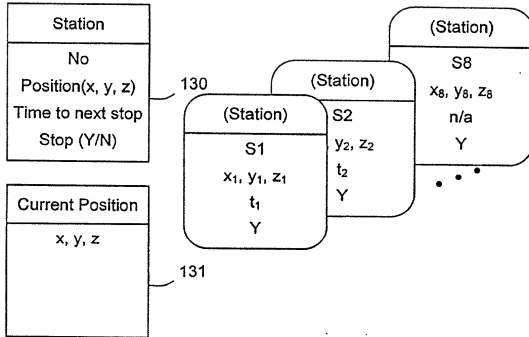 Station
No
Position(x, y, z)
Time to next stop
Stop (Y/N)
130
Current Position
x, y, z
131
(Station)
S1
x₁, y₁, z₁
t₁
Y
(Station)
S2
y₂, z₂
t₂
Y
(Station)
S8
x₈, y₈, z₈
n/a
Y